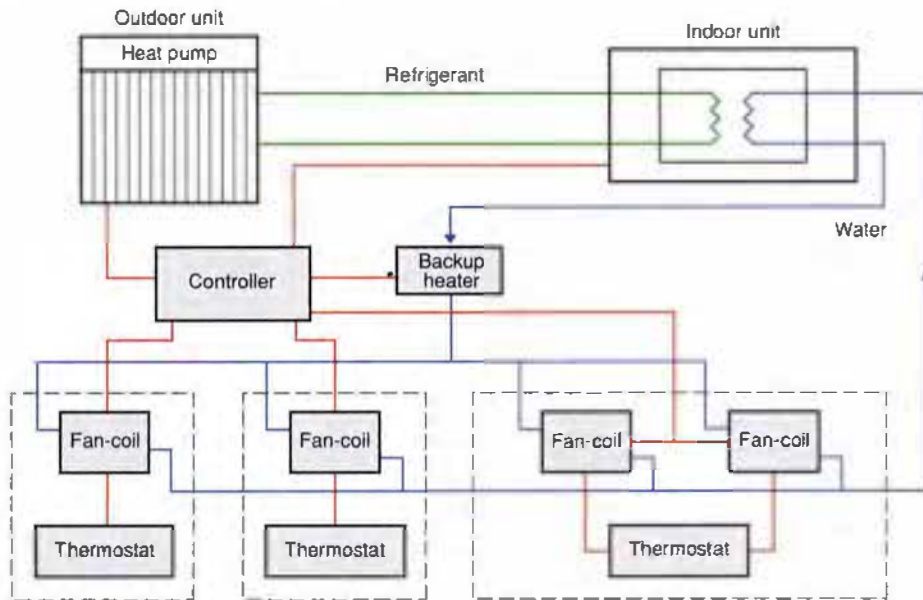 Outdoor unit
Heat pump
Indoor unit
Refrigerant
Water
Controller
Backup
heater
Fan-coil
Fan-coil
Fan-coil
Fan-coil
Thermostat
Thermostat
Thermostat